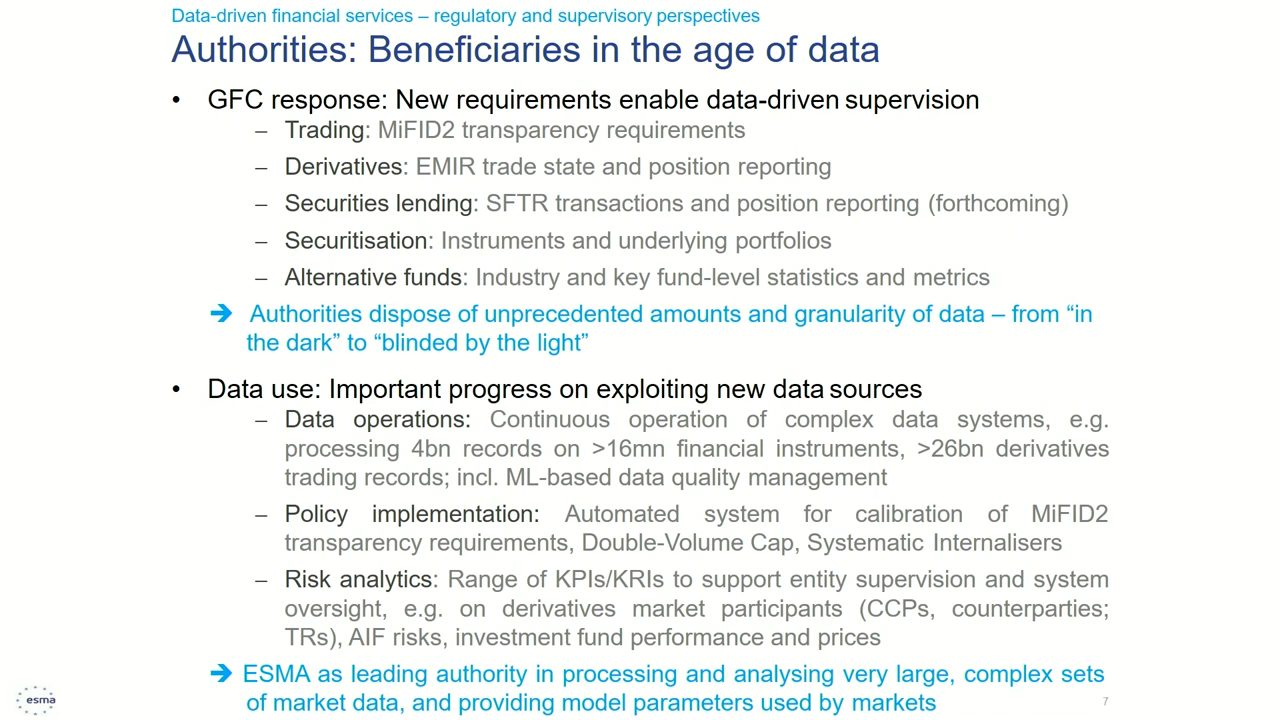 Data-driven financial services – regulatory and supervisory perspectives
Authorities: Beneficiaries in the age of data
• GFC response: New requirements enable data-driven supervision
– Trading: MiFID2 transparency requirements
– Derivatives: EMIR trade state and position reporting
– Securities lending: SFTR transactions and position reporting (forthcoming)
– Securitisation: Instruments and underlying portfolios
– Alternative funds: Industry and key fund-level statistics and metrics
➔ Authorities dispose of unprecedented amounts and granularity of data – from “in
the dark” to “blinded by the light”
• Data use: Important progress on exploiting new data sources
– Data operations: Continuous operation of complex data systems, e.g.
processing 4bn records on >16mn financial instruments, >26bn derivatives
trading records; incl. ML-based data quality management
– Policy implementation: Automated system for calibration of MiFID2
transparency requirements, Double-Volume Cap, Systematic Internalisers
– Risk analytics: Range of KPIs/KRIs to support entity supervision and system
oversight, e.g. on derivatives market participants (CCPs, counterparties;
TRs), AIF risks, investment fund performance and prices
➔ ESMA as leading authority in processing and analysing very large, complex sets
of market data, and providing model parameters used by markets
esma
7